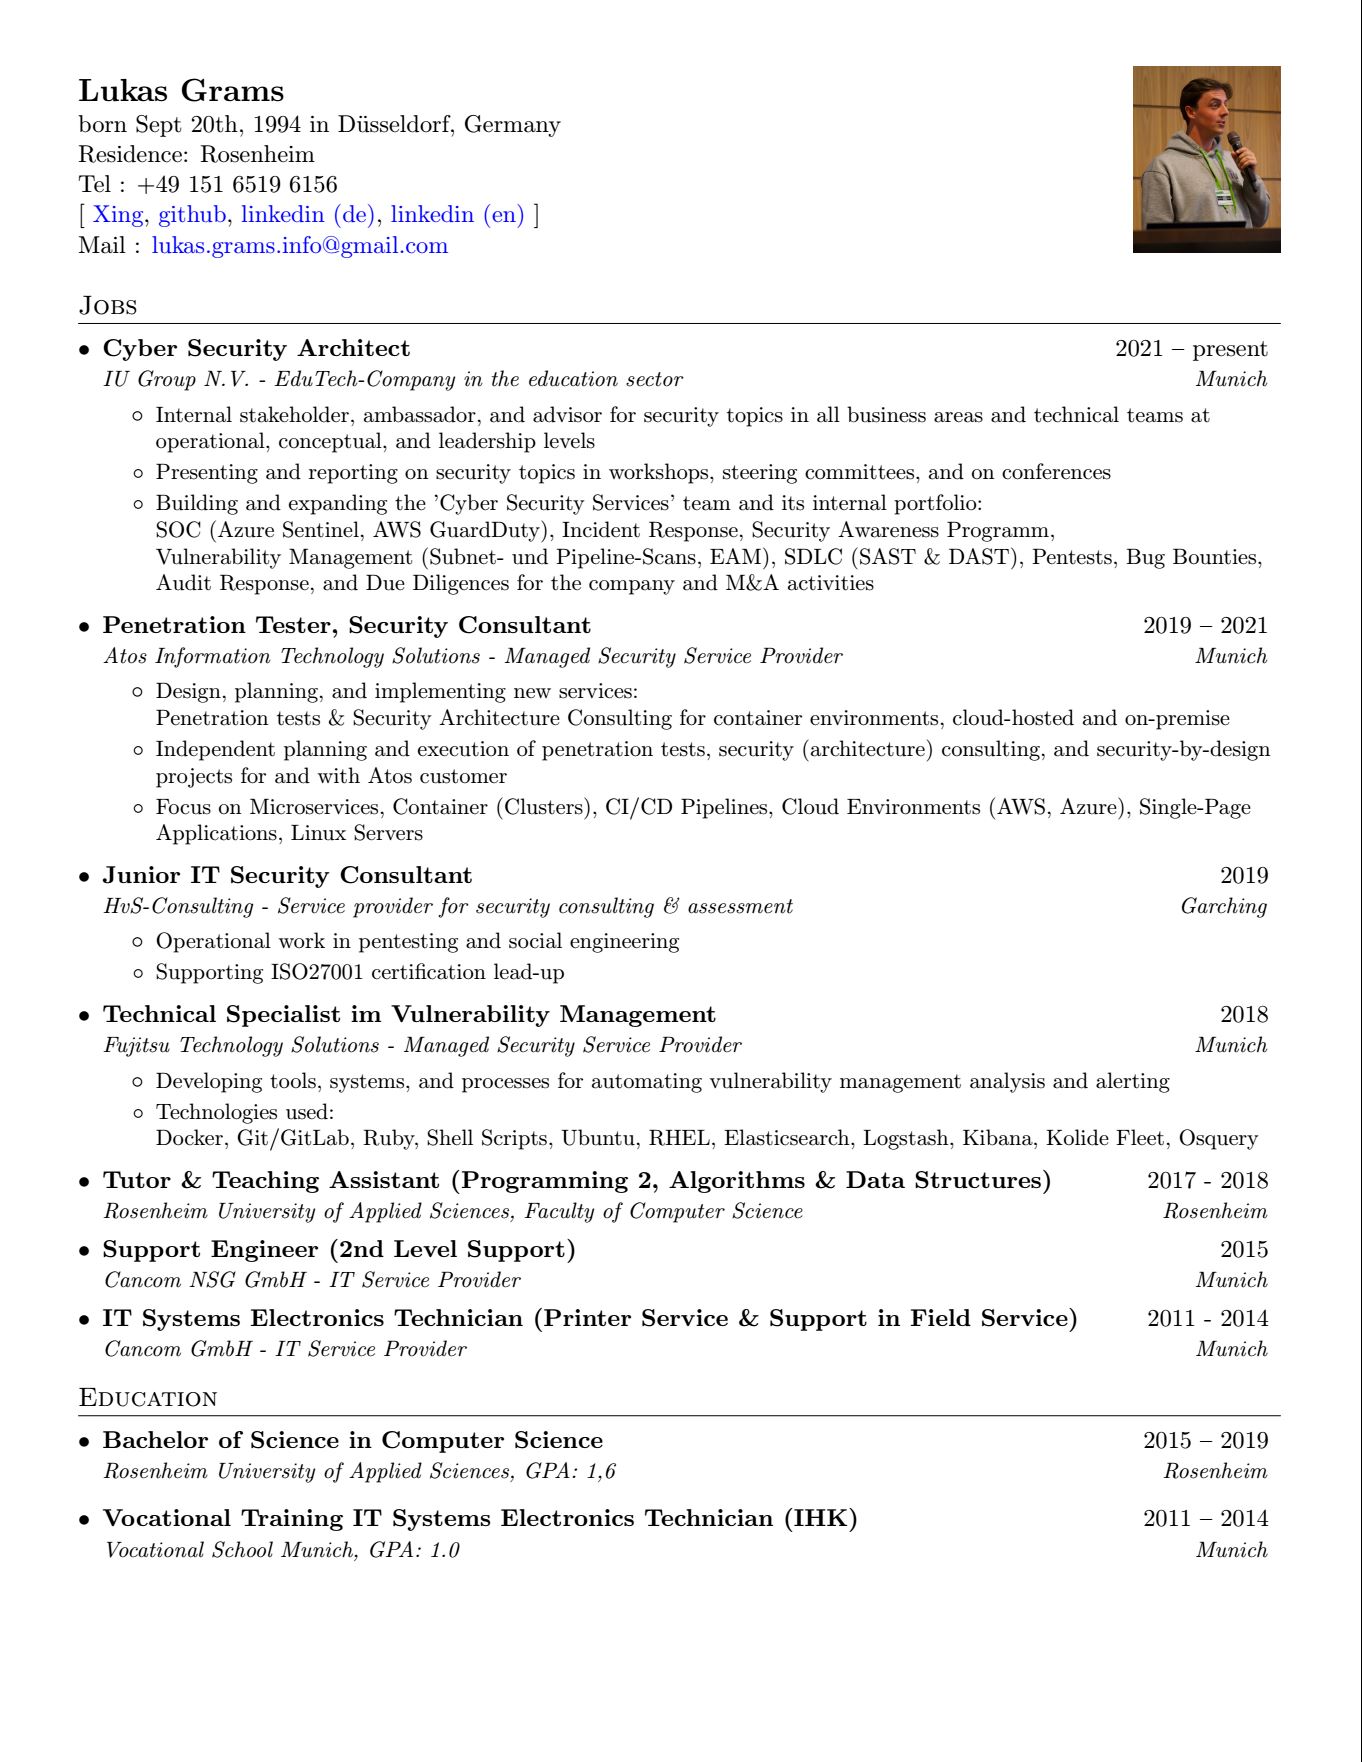 Lukas Grams
born Sept 20th, 1994 in Düsseldorf, Germany
Residence: Rosenheim
Tel : +49 151 6519 6156
[ Xing, github, linkedin (de), linkedin (en) ]
Mail : lukas.grams.info@gmail.com
Jobs
• Cyber Security Architect 2021 – present
IU Group N.V. - EduTech-Company in the education sector Munich
◦ Internal stakeholder, ambassador, and advisor for security topics in all business areas and technical teams at
operational, conceptual, and leadership levels
◦ Presenting and reporting on security topics in workshops, steering committees, and on conferences
◦ Building and expanding the ’Cyber Security Services’ team and its internal portfolio:
SOC (Azure Sentinel, AWS GuardDuty), Incident Response, Security Awareness Programm,
Vulnerability Management (Subnet- und Pipeline-Scans, EAM), SDLC (SAST & DAST), Pentests, Bug Bounties,
Audit Response, and Due Diligences for the company and M&A activities
• Penetration Tester, Security Consultant 2019 – 2021
Atos Information Technology Solutions - Managed Security Service Provider Munich
◦ Design, planning, and implementing new services:
Penetration tests & Security Architecture Consulting for container environments, cloud-hosted and on-premise
◦ Independent planning and execution of penetration tests, security (architecture) consulting, and security-by-design
projects for and with Atos customer
◦ Focus on Microservices, Container (Clusters), CI/CD Pipelines, Cloud Environments (AWS, Azure), Single-Page
Applications, Linux Servers
• Junior IT Security Consultant 2019
HvS-Consulting - Service provider for security consulting & assessment Garching
◦ Operational work in pentesting and social engineering
◦ Supporting ISO27001 certification lead-up
• Technical Specialist im Vulnerability Management 2018
Fujitsu Technology Solutions - Managed Security Service Provider Munich
◦ Developing tools, systems, and processes for automating vulnerability management analysis and alerting
◦ Technologies used:
Docker, Git/GitLab, Ruby, Shell Scripts, Ubuntu, RHEL, Elasticsearch, Logstash, Kibana, Kolide Fleet, Osquery
• Tutor & Teaching Assistant (Programming 2, Algorithms & Data Structures) 2017 - 2018
Rosenheim University of Applied Sciences, Faculty of Computer Science Rosenheim
• Support Engineer (2nd Level Support) 2015
Cancom NSG GmbH - IT Service Provider Munich
• IT Systems Electronics Technician (Printer Service & Support in Field Service) 2011 - 2014
Cancom GmbH - IT Service Provider Munich
Education
• Bachelor of Science in Computer Science 2015 – 2019
Rosenheim University of Applied Sciences, GPA: 1,6 Rosenheim
• Vocational Training IT Systems Electronics Technician (IHK) 2011 – 2014
Vocational School Munich, GPA: 1.0 Munich